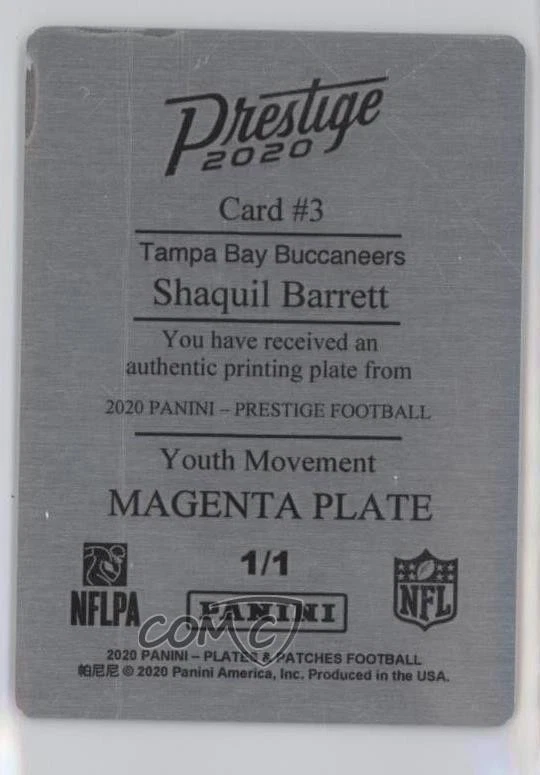 Prestige
2020
Card #3
Tampa Bay Buccaneers
Shaquil Barrett
You have received an
authentic printing plate from
2020 PANINI – PRESTIGE FOOTBALL
Youth Movement
MAGENTA PLATE
1/1
NFLPA
PANINI
NFL
COMC
2020 PANINI – PLATES & PATCHES FOOTBALL
帕尼尼 © 2020 Panini America, Inc. Produced in the USA.